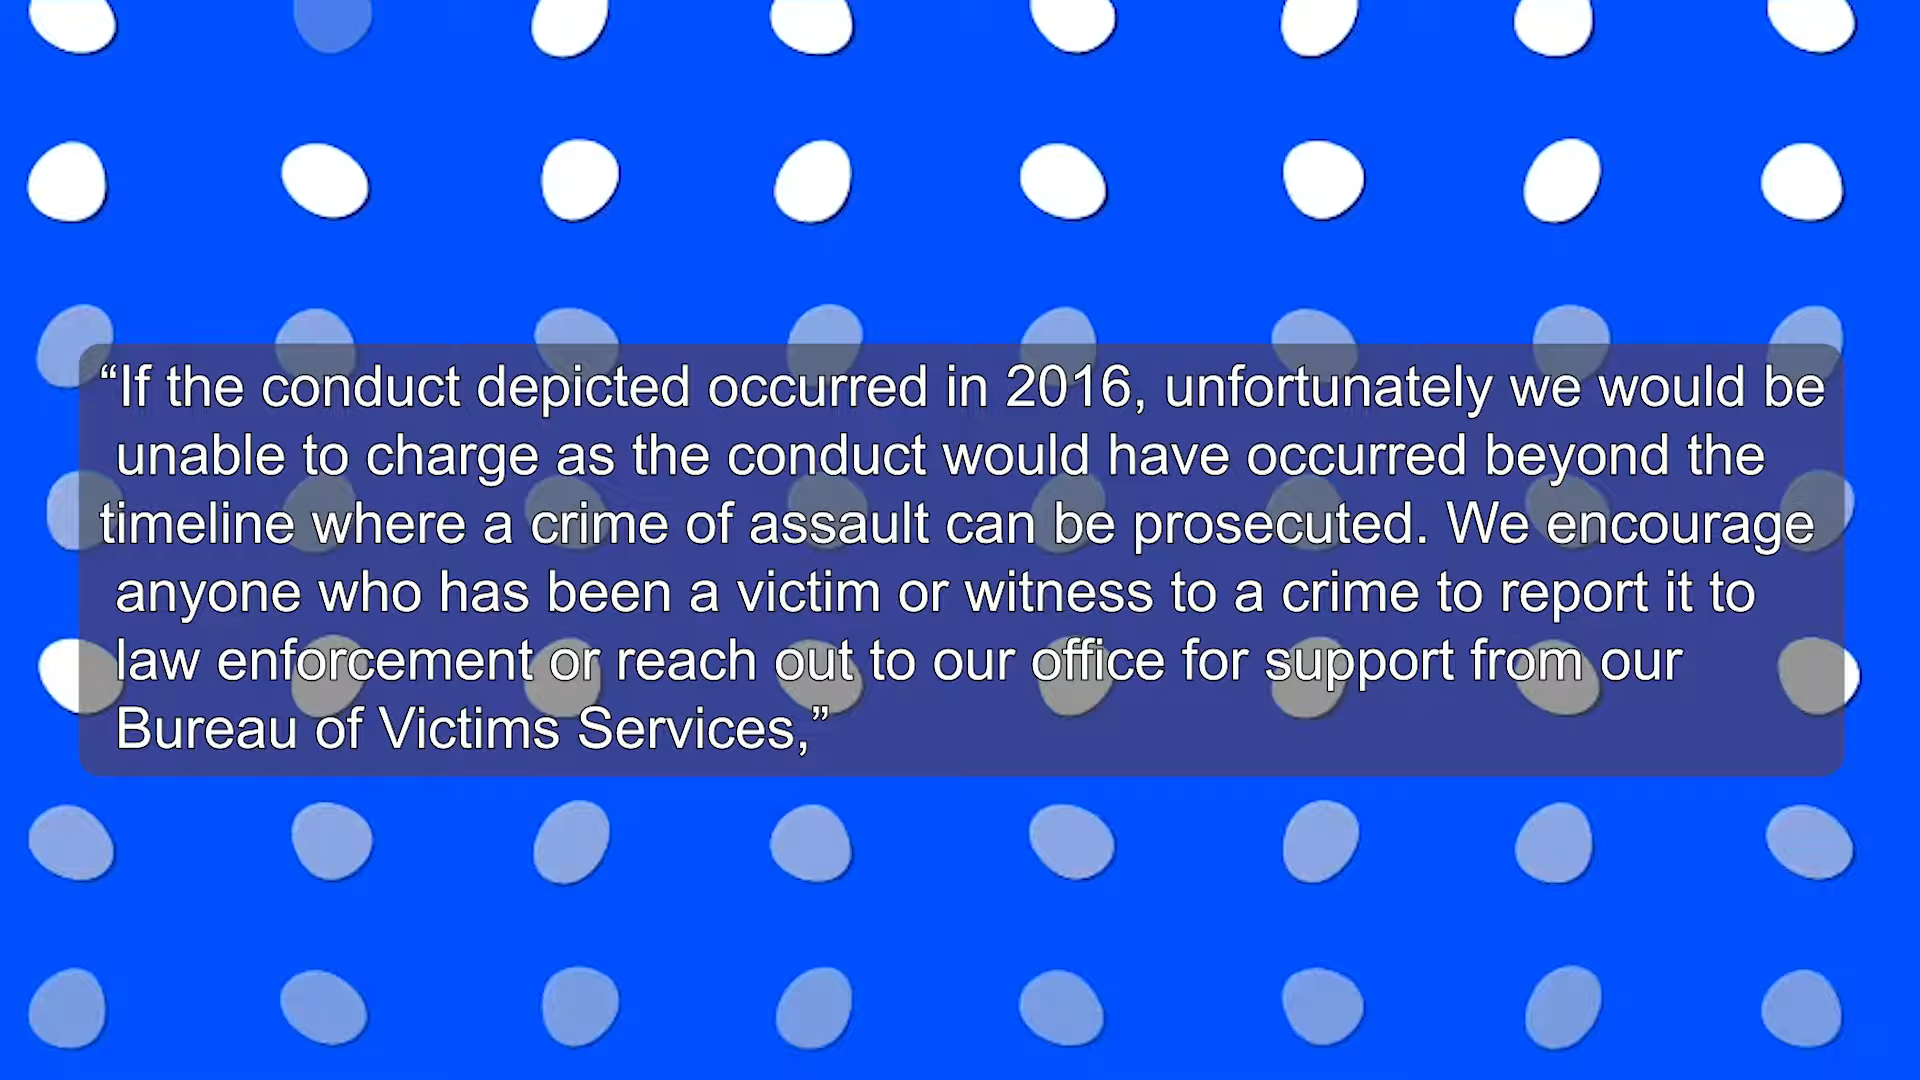 “If the conduct depicted occurred in 2016, unfortunately we would be
unable to charge as the conduct would have occurred beyond the
timeline where a crime of assault can be prosecuted. We encourage
anyone who has been a victim or witness to a crime to report it to
law enforcement or reach out to our office for support from our
Bureau of Victims Services,”